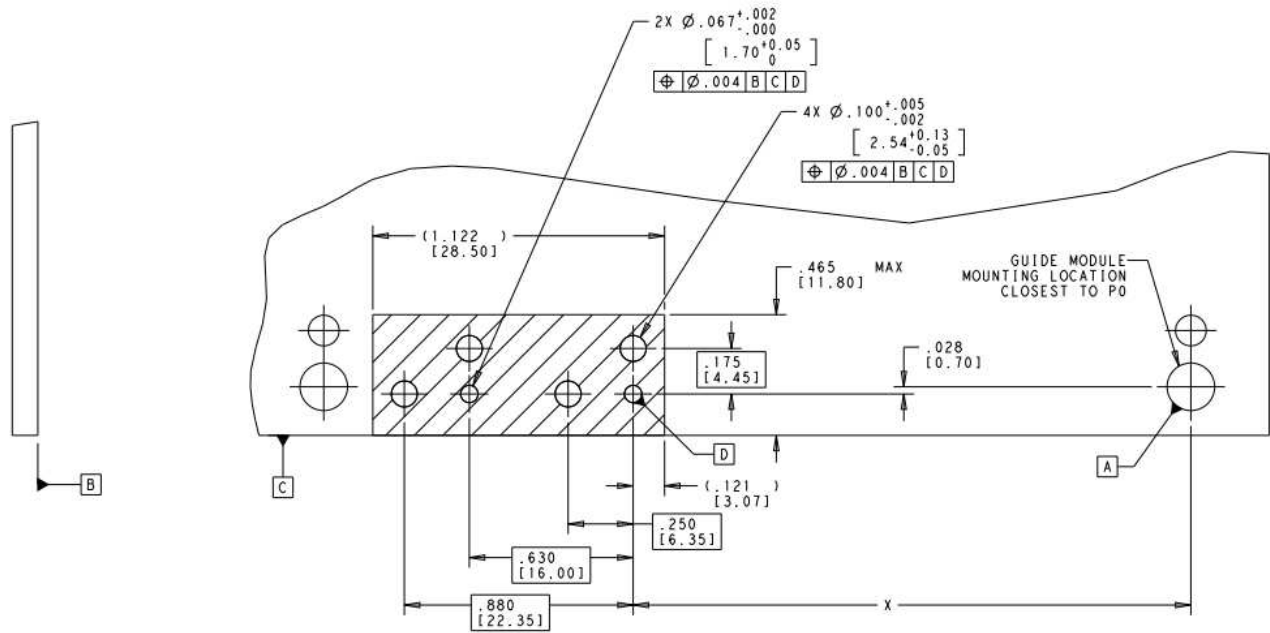 2X Ø.067 +.002 -.000
[ 1.70 +0.05 0 ]
⌖ Ø.004 B C D
4X Ø.100 +.005 -.002
[ 2.54 +0.13 -0.05 ]
⌖ Ø.004 B C D
(1.122 )
[28.50]
.465 MAX
[11.80]
GUIDE MODULE
MOUNTING LOCATION
CLOSEST TO P0
.175
[4.45]
.028
[0.70]
B
C
D
A
(.121 )
[3.07]
.250
[6.35]
.630
[16.00]
.880
[22.35]
X